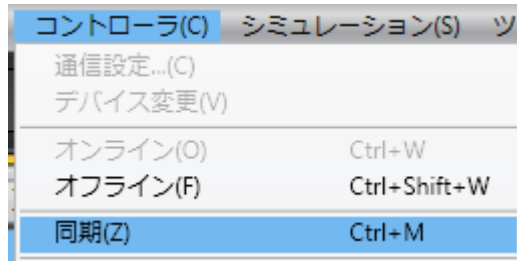 コントローラ(C) シミュレーション(S) ツ
通信設定...(C)
デバイス変更(V)
オンライン(O) Ctrl+W
オフライン(F) Ctrl+Shift+W
同期(Z) Ctrl+M